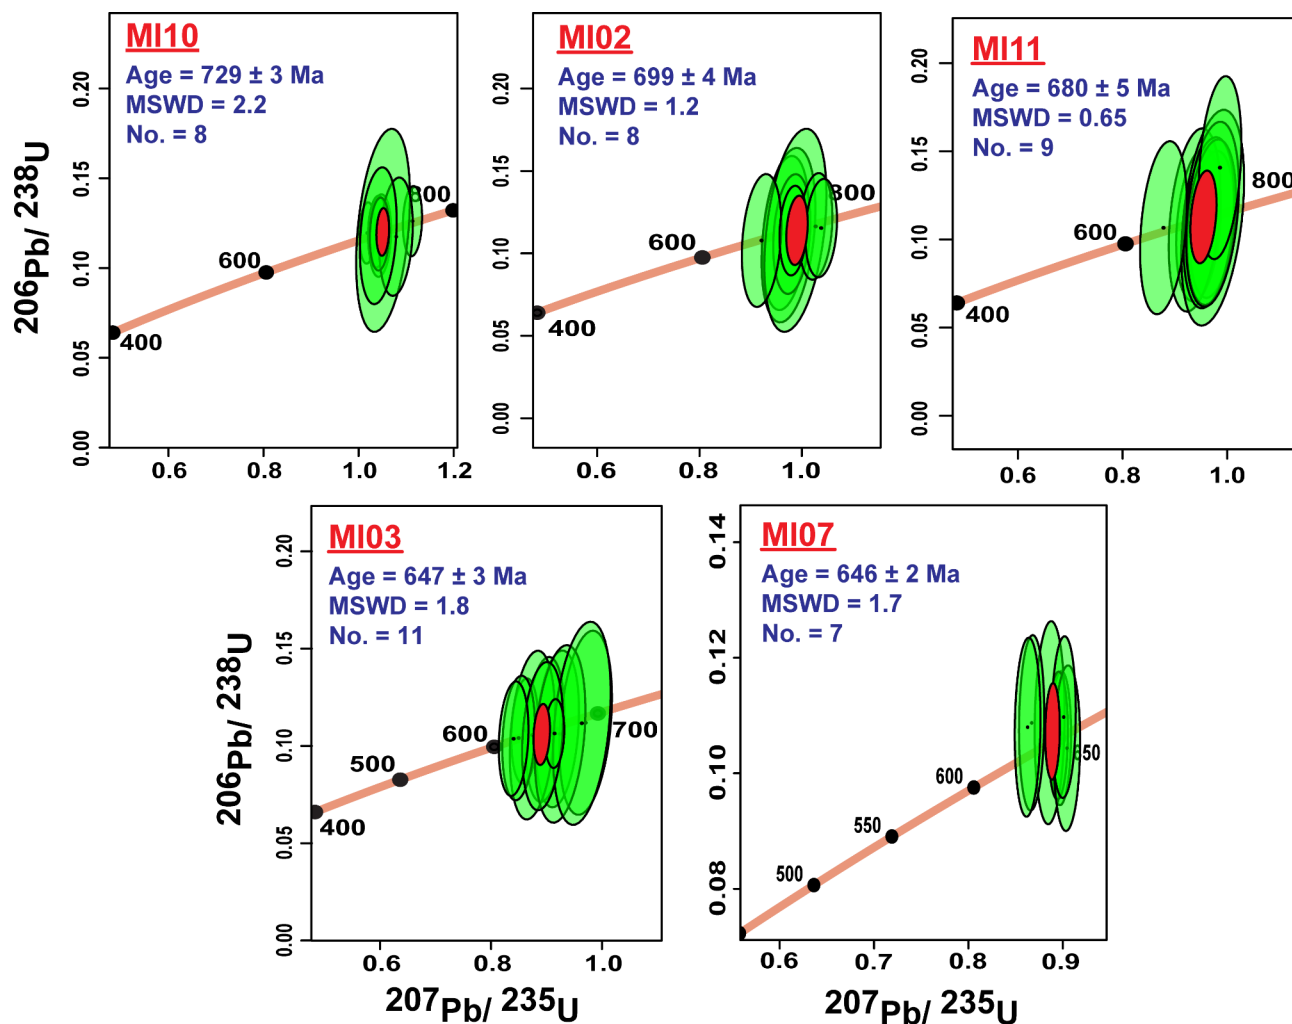 MI10
Age = 729 ± 3 Ma
MSWD = 2.2
No. = 8
0.20
0.15
0.10
0.05
0.00
400
600
800
0.6
0.8
1.0
1.2
206Pb/ 238U
MI02
Age = 699 ± 4 Ma
MSWD = 1.2
No. = 8
0.20
0.15
0.10
0.05
0.00
400
600
800
0.6
0.8
1.0
MI11
Age = 680 ± 5 Ma
MSWD = 0.65
No. = 9
0.20
0.15
0.10
0.05
0.00
400
600
800
0.6
0.8
1.0
MI03
Age = 647 ± 3 Ma
MSWD = 1.8
No. = 11
0.20
0.15
0.10
0.05
0.00
400
500
600
700
0.6
0.8
1.0
206Pb/ 238U
207Pb/ 235U
MI07
Age = 646 ± 2 Ma
MSWD = 1.7
No. = 7
0.14
0.12
0.10
0.08
500
550
600
650
0.6
0.7
0.8
0.9
207Pb/ 235U